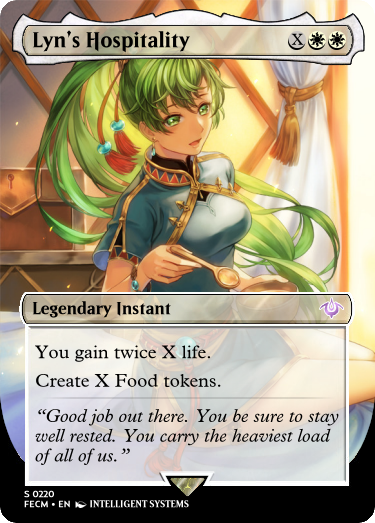 Lyn's Hospitality X
Legendary Instant
You gain twice X life.
Create X Food tokens.
“Good job out there. You be sure to stay
well rested. You carry the heaviest load
of all of us.”
S 0220
FECM • EN INTELLIGENT SYSTEMS